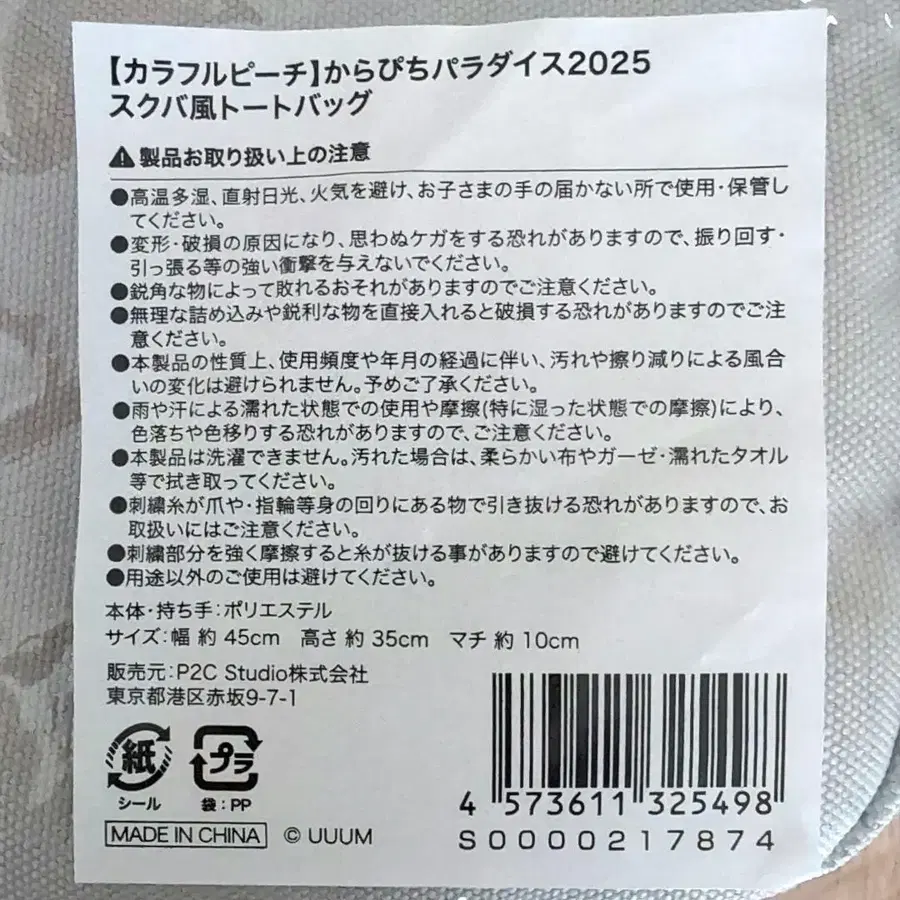 【カラフルピーチ】からぴちパラダイス2025
スクバ風トートバッグ
⚠製品お取り扱い上の注意
●高温多湿、直射日光、火気を避け、お子さまの手の届かない所で使用・保管し
てください。
●変形・破損の原因になり、思わぬケガをする恐れがありますので、振り回す・
引っ張る等の強い衝撃を与えないでください。
●鋭角な物によって敗れるおそれがありますのでご注意ください。
●無理な詰め込みや鋭利な物を直接入れると破損する恐れがありますのでご注
意ください。
●本製品の性質上、使用頻度や年月の経過に伴い、汚れや擦り減りによる風合
いの変化は避けられません。予めご了承ください。
●雨や汗による濡れた状態での使用や摩擦(特に湿った状態での摩擦)により、
色落ちや色移りする恐れがありますので、ご注意ください。
●本製品は洗濯できません。汚れた場合は、柔らかい布やガーゼ・濡れたタオル
等で拭き取ってください。
●刺繍糸が爪や・指輪等身の回りにある物で引き抜ける恐れがありますので、お
取扱いにはご注意ください。
●刺繍部分を強く摩擦すると糸が抜ける事がありますので避けてください。
●用途以外のご使用は避けてください。
本体・持ち手：ポリエステル
サイズ：幅 約 45cm 高さ 約 35cm マチ 約 10cm
販売元：P2C Studio株式会社
東京都港区赤坂9-7-1
紙 プラ
シール 袋：PP
MADE IN CHINA © UUUM
4 573611 325498
S0000217874